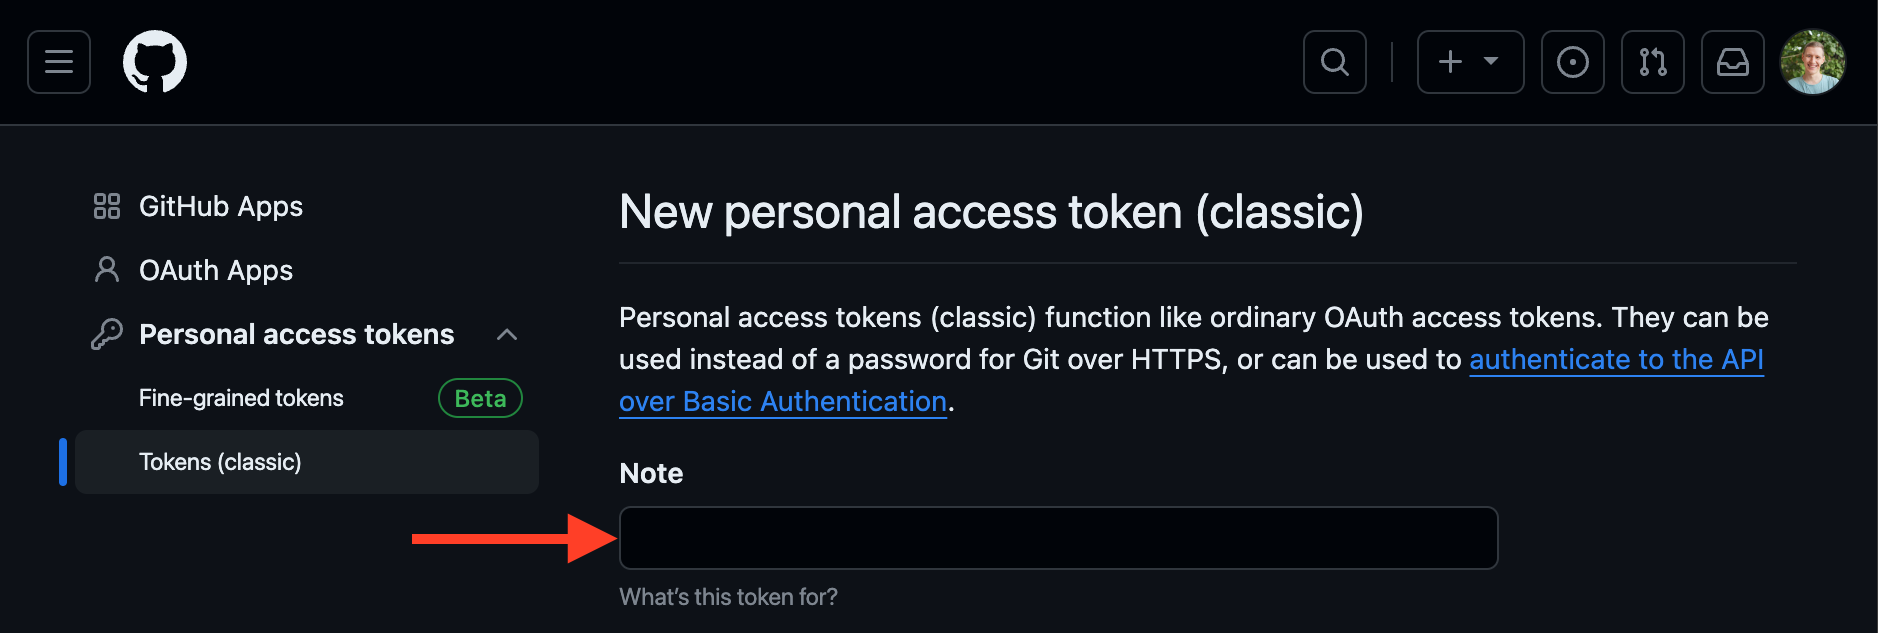 GitHub Apps
OAuth Apps
Personal access tokens
Fine-grained tokens Beta
Tokens (classic)
New personal access token (classic)
Personal access tokens (classic) function like ordinary OAuth access tokens. They can be
used instead of a password for Git over HTTPS, or can be used to authenticate to the API
over Basic Authentication.
Note
What's this token for?